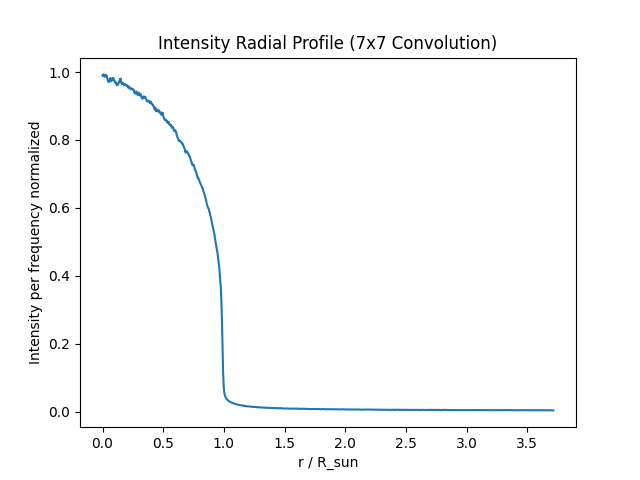 Intensity Radial Profile (7x7 Convolution)
Intensity per frequency normalized
1.0
0.8
0.6
0.4
0.2
0.0
0.0 0.5 1.0 1.5 2.0 2.5 3.0 3.5
r / R_sun